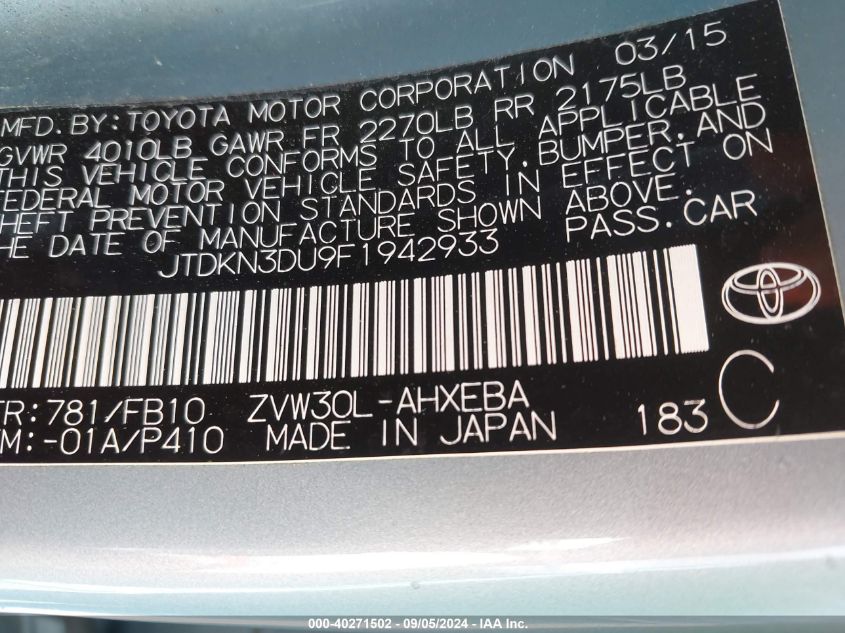 MFD. BY: TOYOTA MOTOR CORPORATION 03/15
GVWR 4010LB GAWR FR 2270LB RR 2175LB
THIS VEHICLE CONFORMS TO ALL APPLICABLE
FEDERAL MOTOR VEHICLE SAFETY, BUMPER, AND
THEFT PREVENTION STANDARDS IN EFFECT ON
THE DATE OF MANUFACTURE SHOWN ABOVE.
JTDKN3DU9F1942933 PASS. CAR
TR: 781/FB10 ZVW30L-AHXEBA
TM: -01A/P410 MADE IN JAPAN 183 C
000-40271502 - 09/05/2024 - IAA Inc.